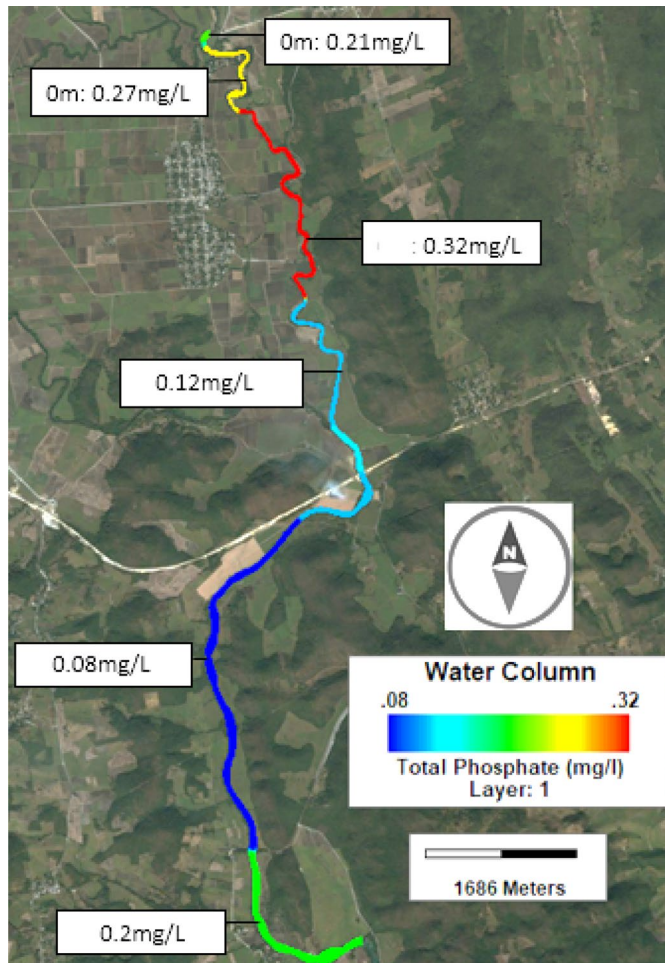 0m: 0.21mg/L
0m: 0.27mg/L
: 0.32mg/L
0.12mg/L
N
0.08mg/L
Water Column
.08 .32
Total Phosphate (mg/l)
Layer: 1
1686 Meters
0.2mg/L